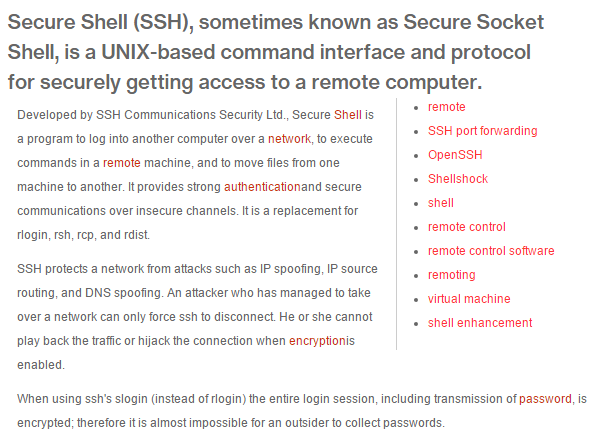 Secure Shell (SSH), sometimes known as Secure Socket
Shell, is a UNIX-based command interface and protocol
for securely getting access to a remote computer.
Developed by SSH Communications Security Ltd., Secure Shell is
a program to log into another computer over a network, to execute
commands in a remote machine, and to move files from one
machine to another. It provides strong authenticationand secure
communications over insecure channels. It is a replacement for
rlogin, rsh, rcp, and rdist.
SSH protects a network from attacks such as IP spoofing, IP source
routing, and DNS spoofing. An attacker who has managed to take
over a network can only force ssh to disconnect. He or she cannot
play back the traffic or hijack the connection when encryptionis
enabled.
When using ssh's slogin (instead of rlogin) the entire login session, including transmission of password, is
encrypted; therefore it is almost impossible for an outsider to collect passwords.
remote
SSH port forwarding
OpenSSH
Shellshock
shell
remote control
remote control software
remoting
virtual machine
shell enhancement